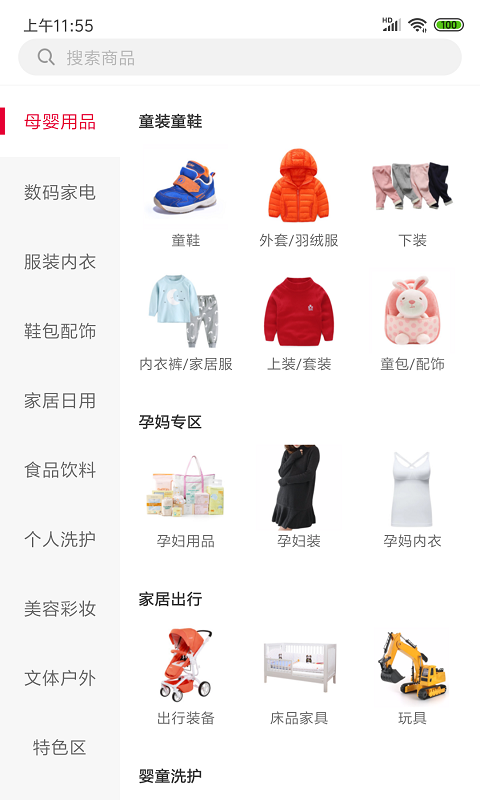 上午11:55
HD
100
搜索商品
母婴用品
数码家电
服装内衣
鞋包配饰
家居日用
食品饮料
个人洗护
美容彩妆
文体户外
特色区
童装童鞋
童鞋
外套/羽绒服
下装
内衣裤/家居服
上装/套装
童包/配饰
孕妈专区
孕妇用品
孕妇装
孕妈内衣
家居出行
出行装备
床品家具
玩具
婴童洗护